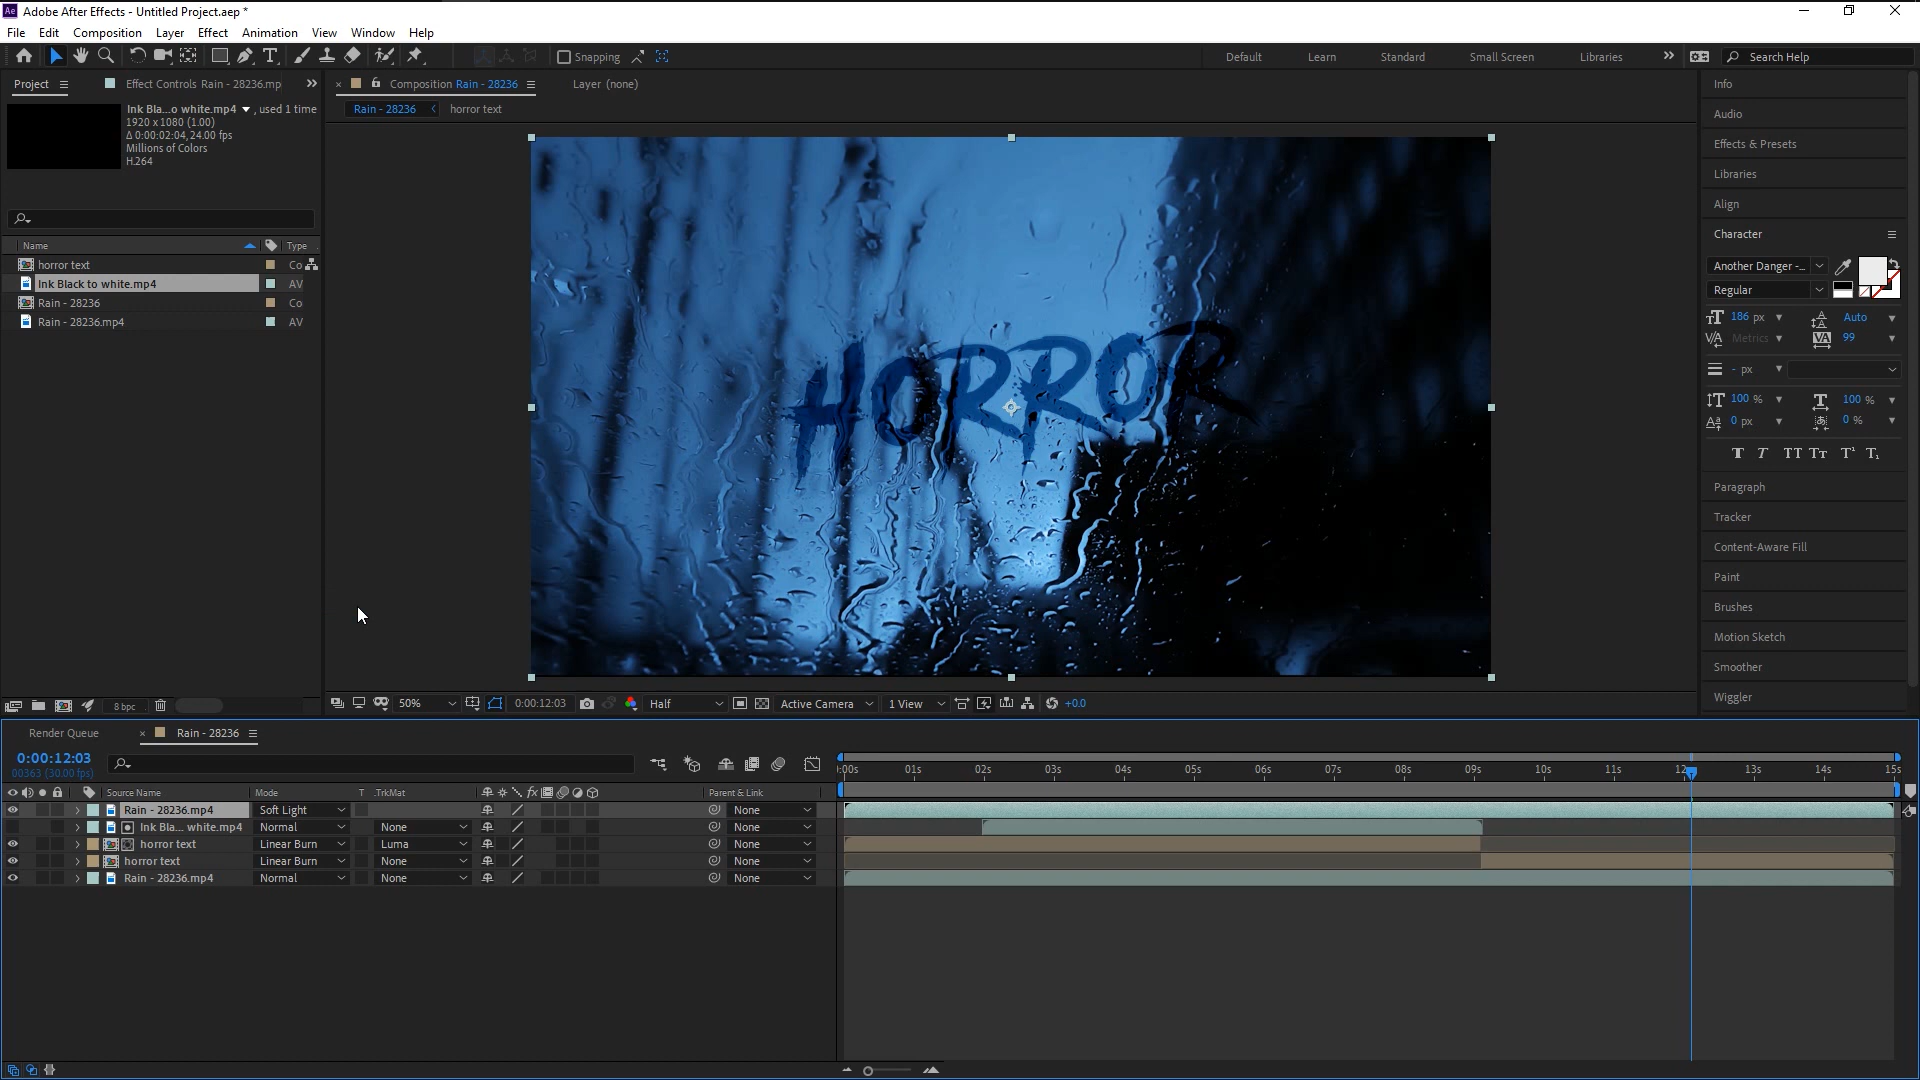 Ae Adobe After Effects - Untitled Project.aep *
File Edit Composition Layer Effect Animation View Window Help
Snapping
Default Learn Standard Small Screen Libraries Search Help
Project Effect Controls Rain - 28236.mp
Composition Rain - 28236
Layer (none)
Rain - 28236 horror text
Ink Bla...o white.mp4 , used 1 time
1920 x 1080 (1.00)
Δ 0:00:02:04, 24.00 fps
Millions of Colors
H.264
Name Type
horror text Co
Ink Black to white.mp4 AV
Rain - 28236 Co
Rain - 28236.mp4 AV
HORROR
Info
Audio
Effects & Presets
Libraries
Align
Character
Another Danger -...
Regular
186 px Auto
Metrics 99
- px
100 % 100 %
0 px 0 %
T T TT Tт T¹ T₁
Paragraph
Tracker
Content-Aware Fill
Paint
Brushes
Motion Sketch
Smoother
Wiggler
8 bpc
50% 0:00:12:03 Half Active Camera 1 View +0.0
Render Queue Rain - 28236
0:00:12:03
00363 (30.00 fps)
:00s 01s 02s 03s 04s 05s 06s 07s 08s 09s 10s 11s 12 13s 14s 15s
Source Name Mode T .TrkMat Parent & Link
Rain - 28236.mp4 Soft Light None
Ink Bla... white.mp4 Normal None None
horror text Linear Burn Luma None
horror text Linear Burn None None
Rain - 28236.mp4 Normal None None